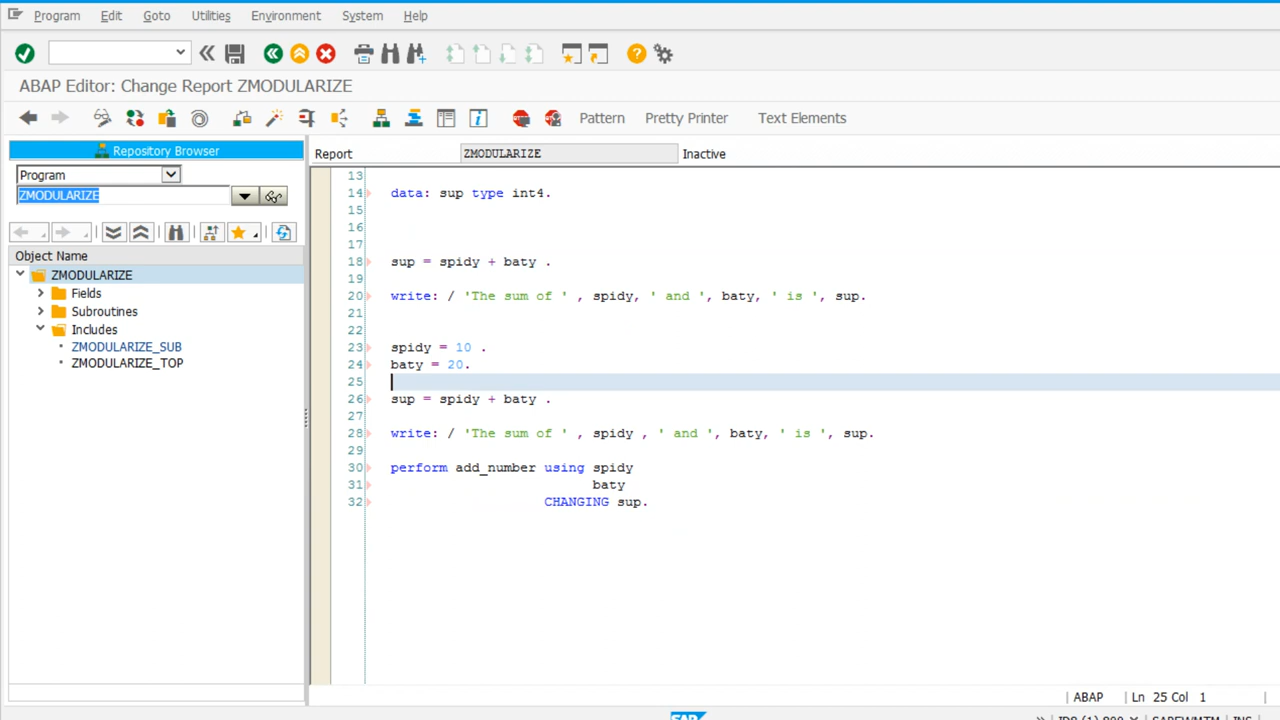 Program Edit Goto Utilities Environment System Help
ABAP Editor: Change Report ZMODULARIZE
Pattern Pretty Printer Text Elements
Repository Browser
Report ZMODULARIZE Inactive
Program
ZMODULARIZE
Object Name
ZMODULARIZE
Fields
Subroutines
Includes
ZMODULARIZE_SUB
ZMODULARIZE_TOP
13
14 data: sup type int4.
15
16
17
18 sup = spidy + baty .
19
20 write: / 'The sum of ' , spidy, ' and ', baty, ' is ', sup.
21
22
23 spidy = 10 .
24 baty = 20.
25
26 sup = spidy + baty .
27
28 write: / 'The sum of ' , spidy , ' and ', baty, ' is ', sup.
29
30 perform add_number using spidy
31 baty
32 CHANGING sup.
ABAP Ln 25 Col 1
SAP